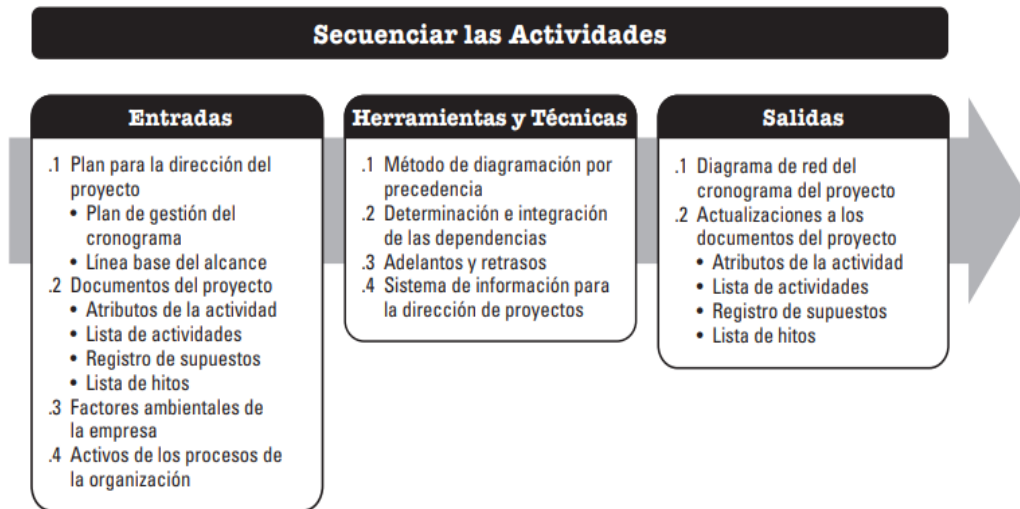 Secuenciar las Actividades
Entradas
.1 Plan para la dirección del
proyecto
• Plan de gestión del
cronograma
• Línea base del alcance
.2 Documentos del proyecto
• Atributos de la actividad
• Lista de actividades
• Registro de supuestos
• Lista de hitos
.3 Factores ambientales de
la empresa
.4 Activos de los procesos de
la organización
Herramientas y Técnicas
.1 Método de diagramación por
precedencia
.2 Determinación e integración
de las dependencias
.3 Adelantos y retrasos
.4 Sistema de información para
la dirección de proyectos
Salidas
.1 Diagrama de red del
cronograma del proyecto
.2 Actualizaciones a los
documentos del proyecto
• Atributos de la actividad
• Lista de actividades
• Registro de supuestos
• Lista de hitos